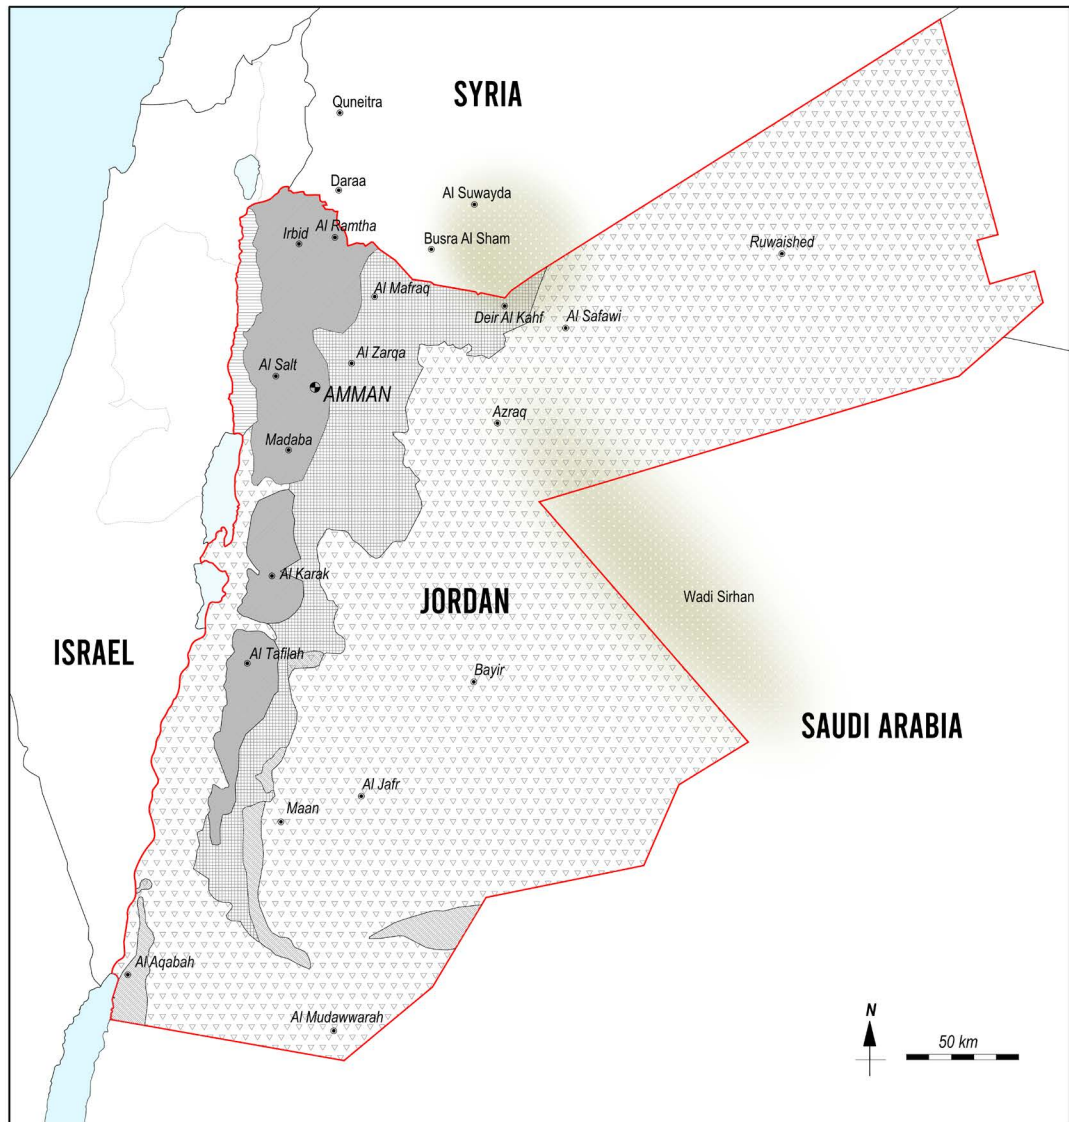 SYRIA
Quneitra
Daraa
Al Suwayda
Al Ramtha
Irbid
Busra Al Sham
Ruwaished
Al Mafraq
Deir Al Kahf
Al Safawi
Al Zarqa
Al Salt
AMMAN
Azraq
Madaba
Al Karak
JORDAN
Wadi Sirhan
ISRAEL
Al Tafilah
Bayir
SAUDI ARABIA
Al Jafr
Maan
Al Aqabah
Al Mudawwarah
N
50 km